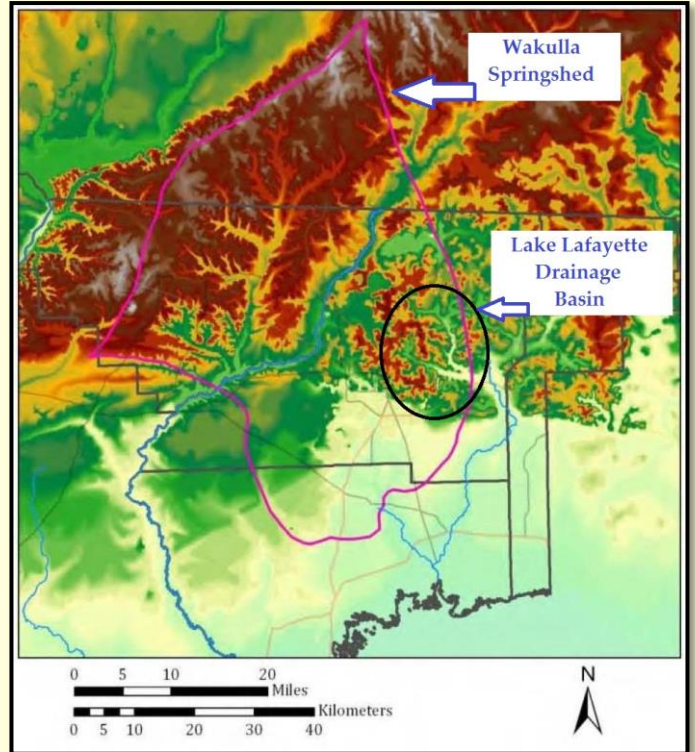 Wakulla
Springshed
Lake Lafayette
Drainage
Basin
0 5 10 20
Miles
Kilometers
0 5 10 20 30 40
N